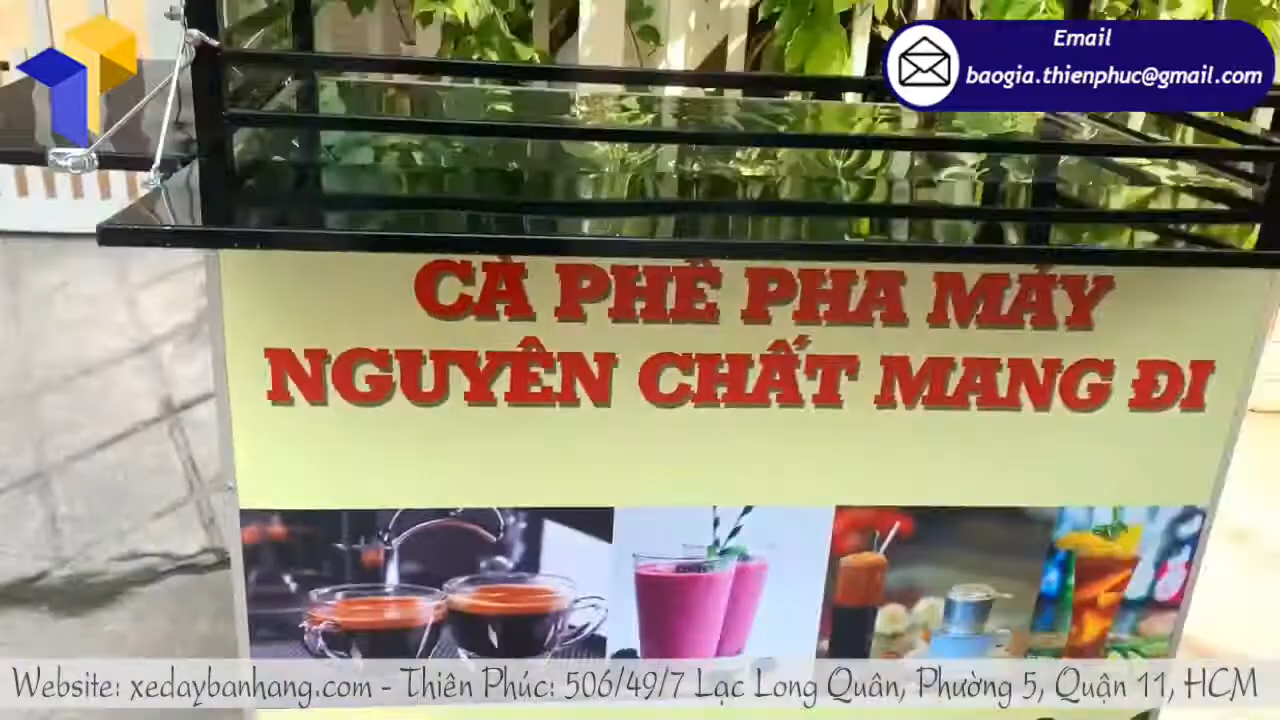 Email
baogia.thienphuc@gmail.com
CÀ PHÊ PHA MÁY
NGUYÊN CHẤT MANG ĐI
Website: xedaybanhang.com - Thiên Phúc: 506/49/7 Lạc Long Quân, Phường 5, Quận 11, HCM